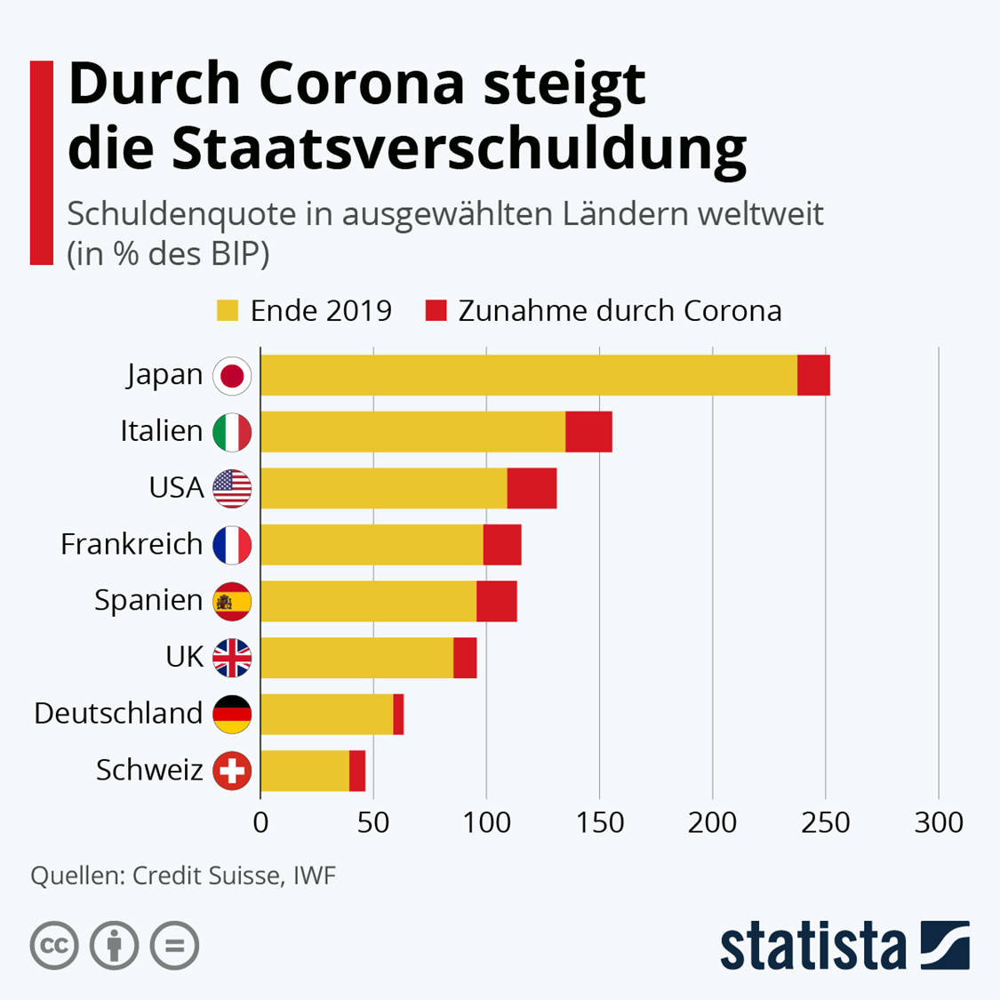 Durch Corona steigt
die Staatsverschuldung
Schuldenquote in ausgewählten Ländern weltweit
(in % des BIP)
Ende 2019 Zunahme durch Corona
Japan
Italien
USA
Frankreich
Spanien
UK
Deutschland
Schweiz
0 50 100 150 200 250 300
Quellen: Credit Suisse, IWF
cc =
statista